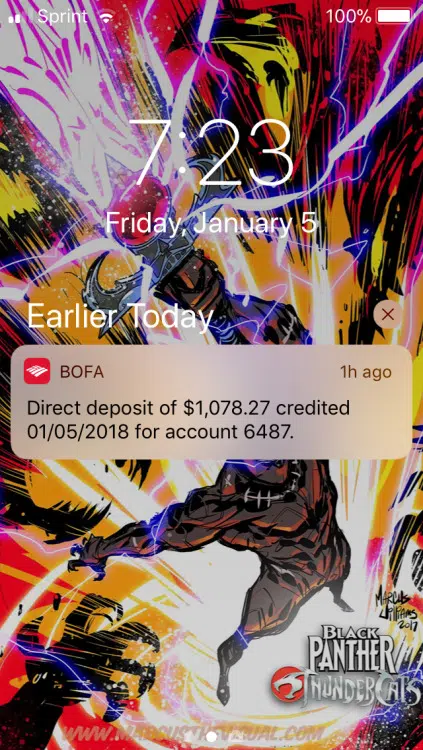 Sprint 100%
7:23
Friday, January 5
Earlier Today
BOFA 1h ago
Direct deposit of $1,078.27 credited
01/05/2018 for account 6487.
MARCUS
WILLIAMS
2017
BLACK
PANTHER
THUNDERCATS